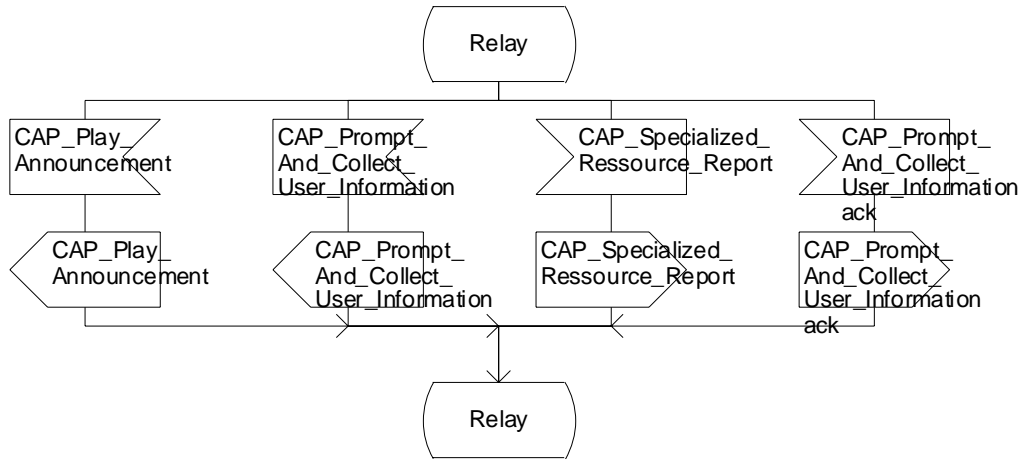 Relay
CAP_Play_
Announcement
CAP_Prompt_
And_Collect_
User_Information
CAP_Specialized_
Ressource_Report
CAP_Prompt_
And_Collect_
User_Information
ack
CAP_Play_
Announcement
CAP_Prompt_
And_Collect_
User_Information
CAP_Specialized_
Ressource_Report
CAP_Prompt_
And_Collect_
User_Information
ack
Relay